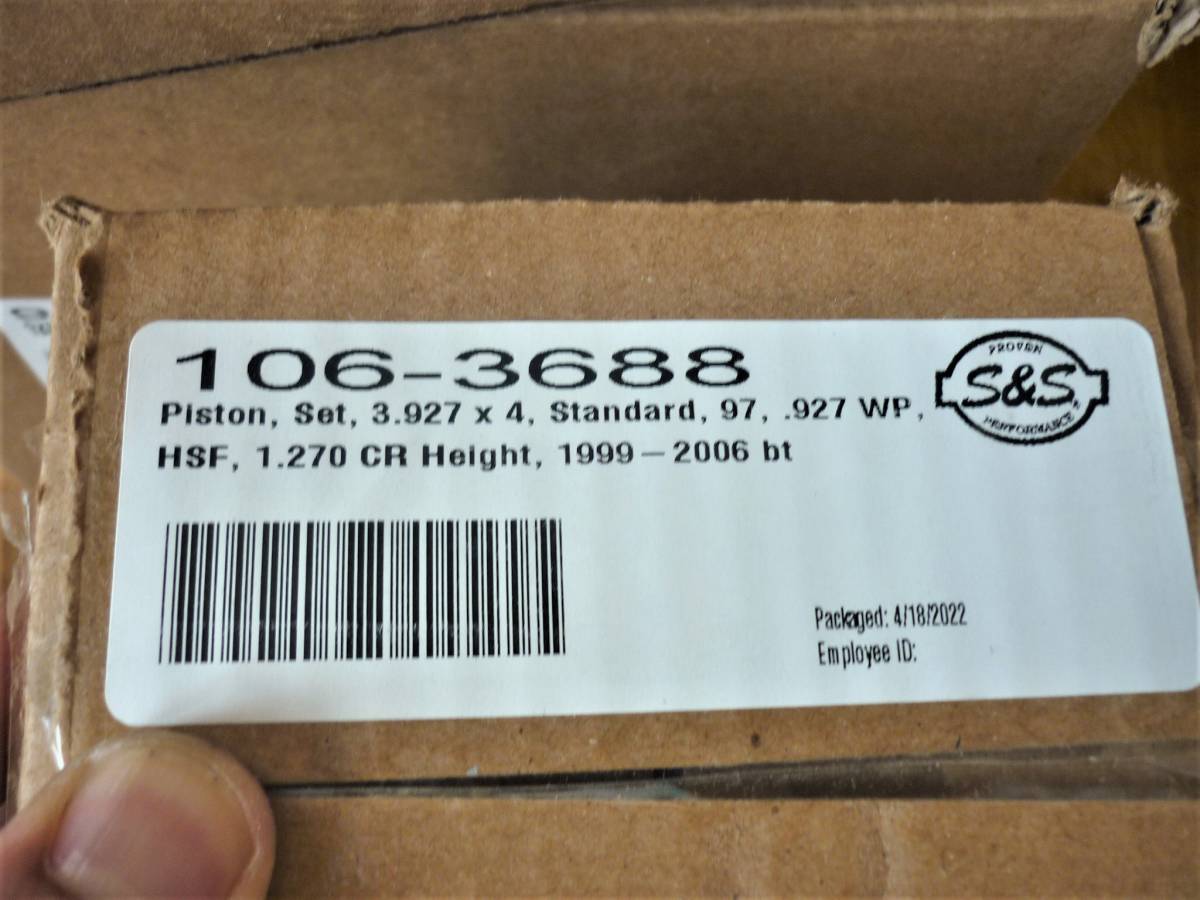 106-3688
Piston, Set, 3.927 x 4, Standard, 97, .927 WP,
HSF, 1.270 CR Height, 1999-2006 bt
PROVEN
S&S
PERFORMANCE
Packaged: 4/18/2022
Employee ID: